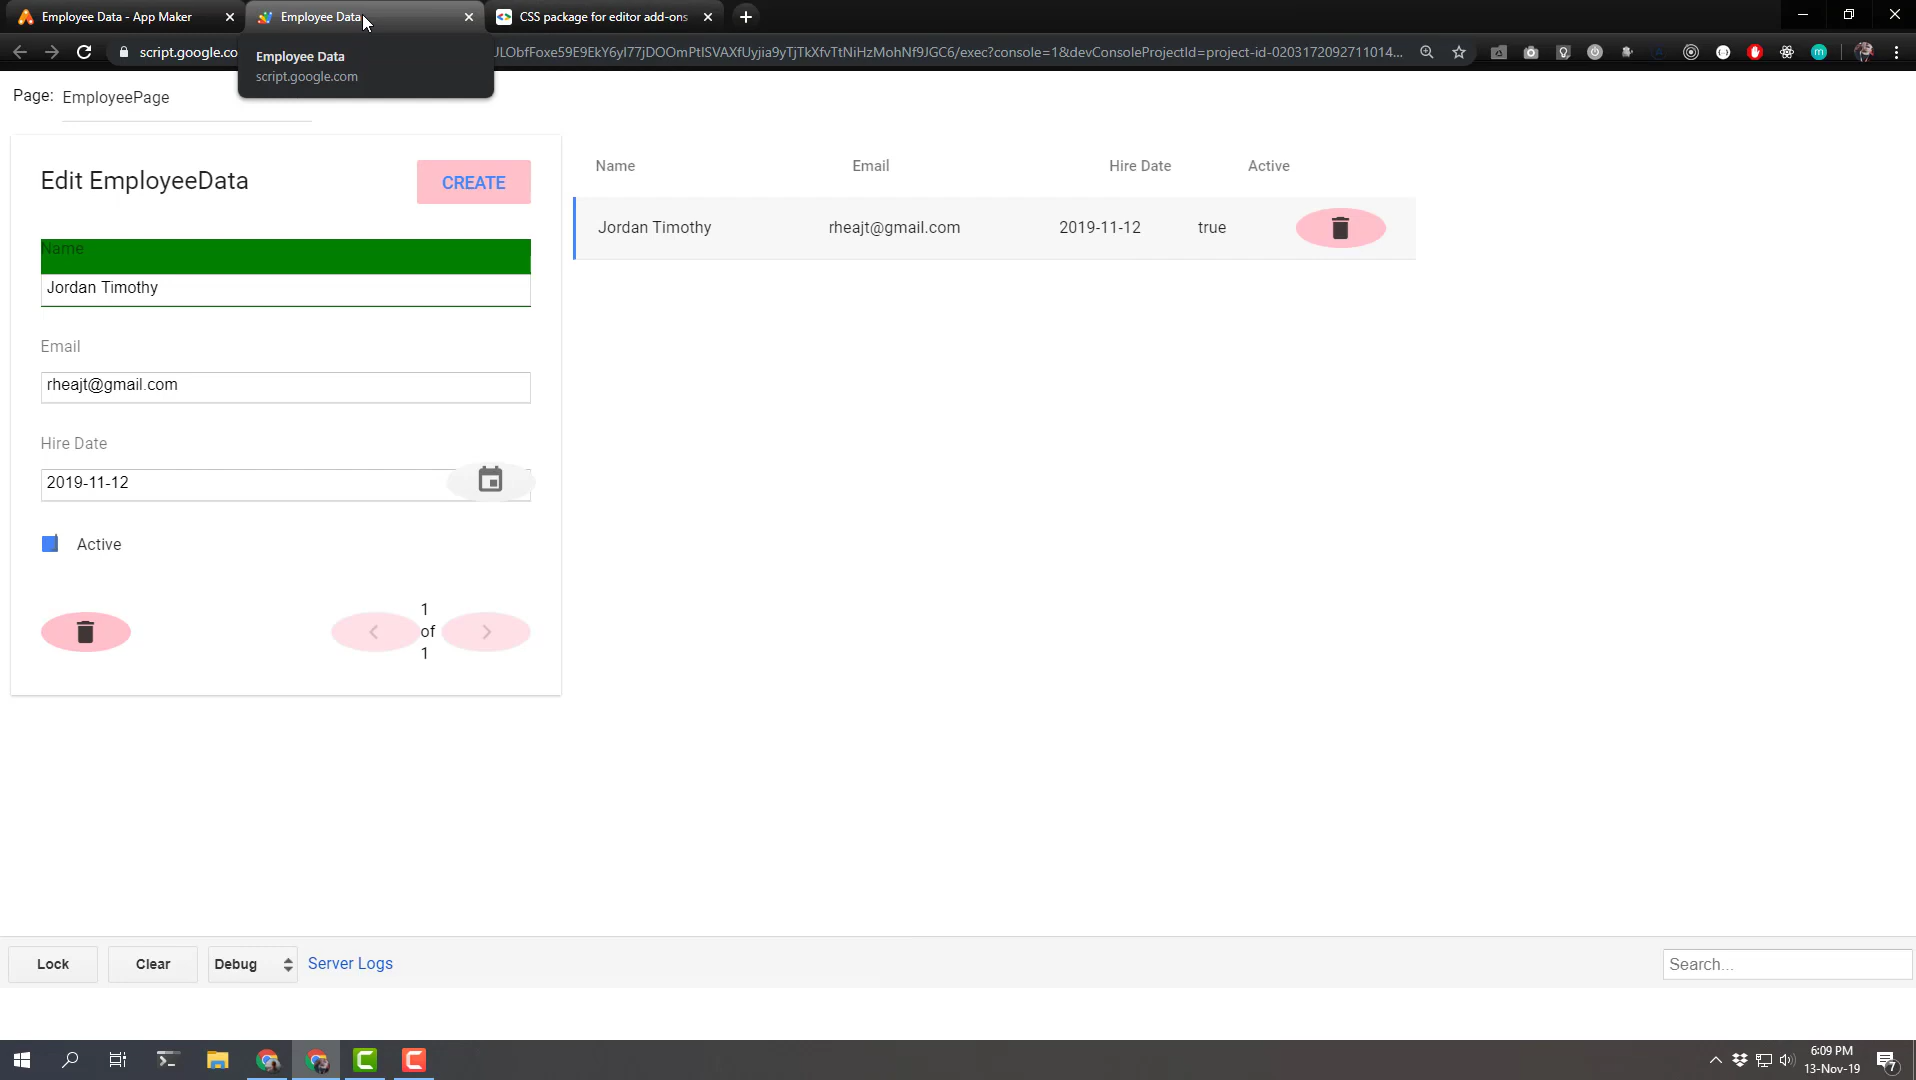 Employee Data - App Maker
Employee Data
CSS package for editor add-ons
script.google.co
JLObfFoxe59E9EkY6yl77jDOOmPtISVAXfUyjia9yTjTkXfvTtNiHzMohNf9JGC6/exec?console=1&devConsoleProjectId=project-id-0203172092711014...
Employee Data
script.google.com
Page: EmployeePage
Edit EmployeeData
CREATE
Name
Jordan Timothy
Email
rheajt@gmail.com
Hire Date
2019-11-12
Active
1
of
1
Name Email Hire Date Active
Jordan Timothy rheajt@gmail.com 2019-11-12 true
Lock Clear Debug Server Logs Search...
6:09 PM
13-Nov-19
7